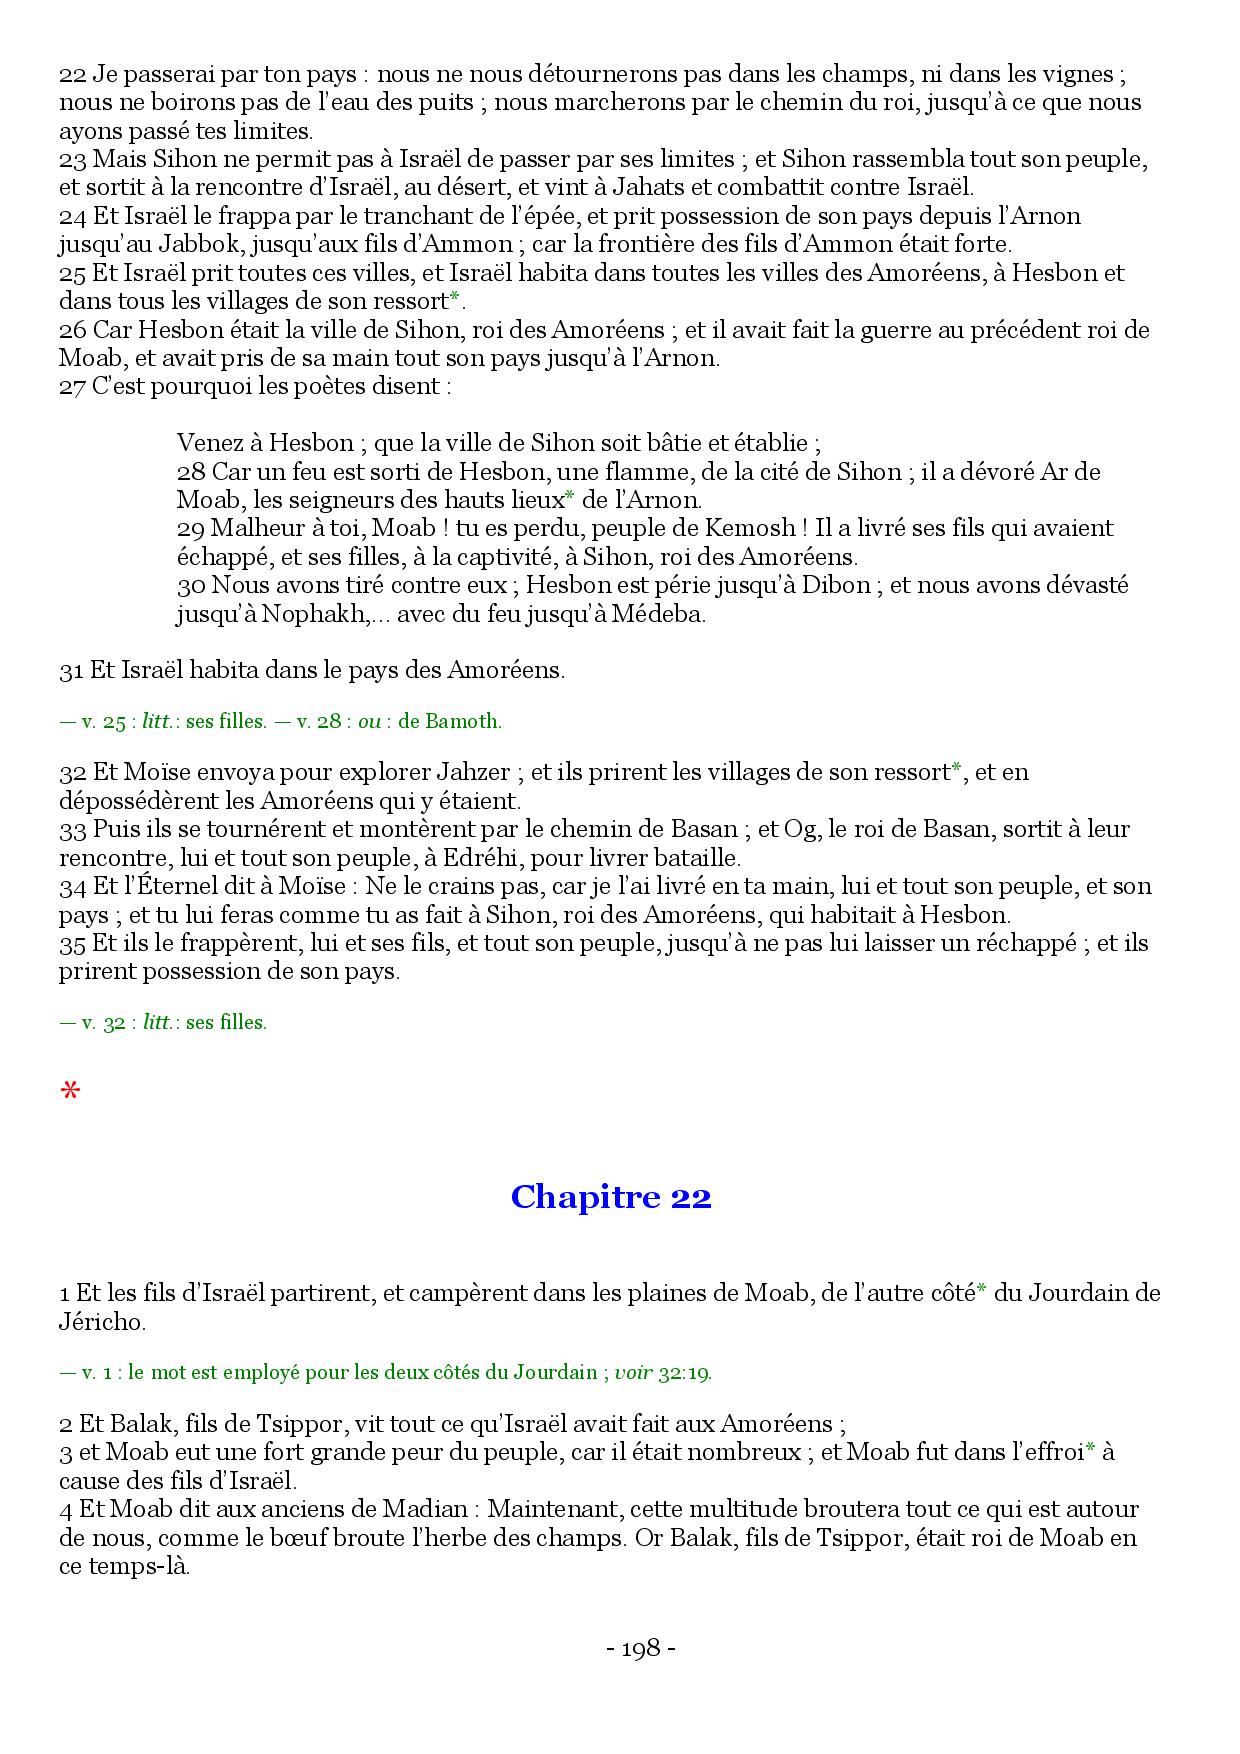 22 Je passerai par ton pays : nous ne nous détournerons pas dans les champs, ni dans les vignes ;
nous ne boirons pas de l’eau des puits ; nous marcherons par le chemin du roi, jusqu’à ce que nous
ayons passé tes limites.
23 Mais Sihon ne permit pas à Israël de passer par ses limites ; et Sihon rassembla tout son peuple,
et sortit à la rencontre d’Israël, au désert, et vint à Jahats et combattit contre Israël.
24 Et Israël le frappa par le tranchant de l’épée, et prit possession de son pays depuis l’Arnon
jusqu’au Jabbok, jusqu’aux fils d’Ammon ; car la frontière des fils d’Ammon était forte.
25 Et Israël prit toutes ces villes, et Israël habita dans toutes les villes des Amoréens, à Hesbon et
dans tous les villages de son ressort*.
26 Car Hesbon était la ville de Sihon, roi des Amoréens ; et il avait fait la guerre au précédent roi de
Moab, et avait pris de sa main tout son pays jusqu’à l’Arnon.
27 C’est pourquoi les poètes disent :
Venez à Hesbon ; que la ville de Sihon soit bâtie et établie ;
28 Car un feu est sorti de Hesbon, une flamme, de la cité de Sihon ; il a dévoré Ar de
Moab, les seigneurs des hauts lieux* de l’Arnon.
29 Malheur à toi, Moab ! tu es perdu, peuple de Kemosh ! Il a livré ses fils qui avaient
échappé, et ses filles, à la captivité, à Sihon, roi des Amoréens.
30 Nous avons tiré contre eux ; Hesbon est périe jusqu’à Dibon ; et nous avons dévasté
jusqu’à Nophakh,... avec du feu jusqu’à Médeba.
31 Et Israël habita dans le pays des Amoréens.
— v. 25 : litt.: ses filles. — v. 28 : ou : de Bamoth.
32 Et Moïse envoya pour explorer Jahzer ; et ils prirent les villages de son ressort*, et en
dépossédèrent les Amoréens qui y étaient.
33 Puis ils se tournérent et montèrent par le chemin de Basan ; et Og, le roi de Basan, sortit à leur
rencontre, lui et tout son peuple, à Edréhi, pour livrer bataille.
34 Et l’Éternel dit à Moïse : Ne le crains pas, car je l’ai livré en ta main, lui et tout son peuple, et son
pays ; et tu lui feras comme tu as fait à Sihon, roi des Amoréens, qui habitait à Hesbon.
35 Et ils le frappèrent, lui et ses fils, et tout son peuple, jusqu’à ne pas lui laisser un réchappé ; et ils
prirent possession de son pays.
— v. 32 : litt.: ses filles.
*
Chapitre 22
1 Et les fils d’Israël partirent, et campèrent dans les plaines de Moab, de l’autre côté* du Jourdain de
Jéricho.
— v. 1 : le mot est employé pour les deux côtés du Jourdain ; voir 32:19.
2 Et Balak, fils de Tsippor, vit tout ce qu’Israël avait fait aux Amoréens ;
3 et Moab eut une fort grande peur du peuple, car il était nombreux ; et Moab fut dans l’effroi* à
cause des fils d’Israël.
4 Et Moab dit aux anciens de Madian : Maintenant, cette multitude broutera tout ce qui est autour
de nous, comme le bœuf broute l’herbe des champs. Or Balak, fils de Tsippor, était roi de Moab en
ce temps-là.
- 198 -